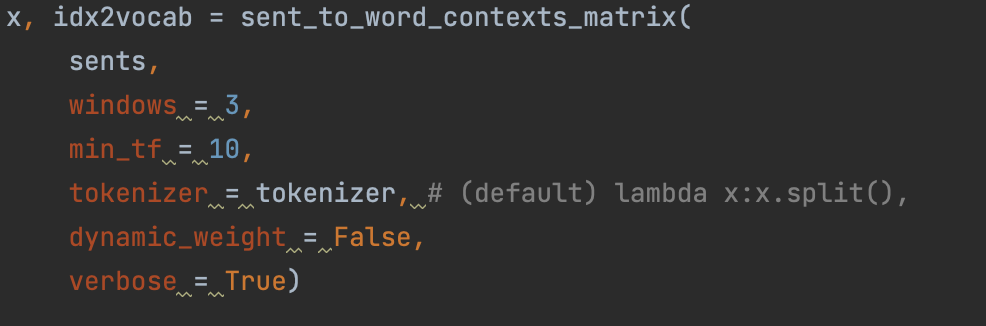 x, idx2vocab = sent_to_word_contexts_matrix(
    sents,
    windows = 3,
    min_tf = 10,
    tokenizer = tokenizer, # (default) lambda x:x.split(),
    dynamic_weight = False,
    verbose = True)